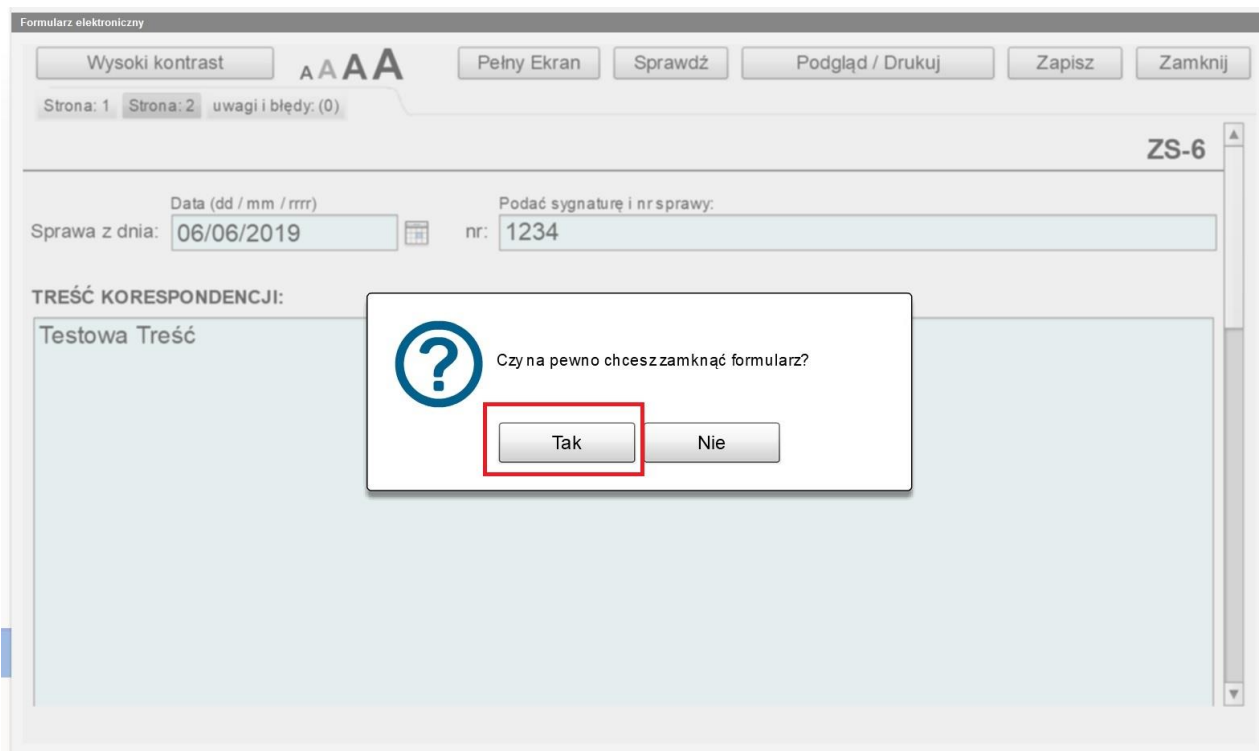 Formularz elektroniczny
Wysoki kontrast A A A A Pełny Ekran Sprawdź Podgląd / Drukuj Zapisz Zamknij
Strona: 1 Strona: 2 uwagi i błędy: (0)
ZS-6
Data (dd / mm / rrrr) Podać sygnaturę i nr sprawy:
Sprawa z dnia: 06/06/2019 nr: 1234
TREŚĆ KORESPONDENCJI:
Testowa Treść
Czy na pewno chcesz zamknąć formularz?
Tak Nie